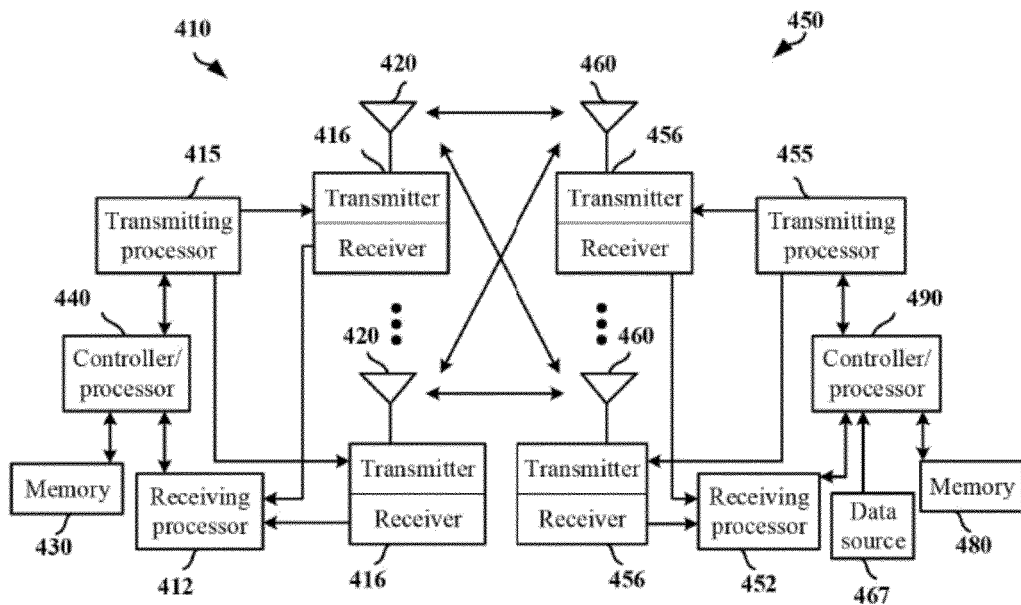 410
450
420
460
416
456
415
455
Transmitter
Receiver
Transmitter
Receiver
Transmitting
processor
Transmitting
processor
440
490
420
460
Controller/
processor
Controller/
processor
Transmitter
Receiver
Transmitter
Receiver
Memory
Receiving
processor
Receiving
processor
Data
source
Memory
430
412
416
456
452
467
480